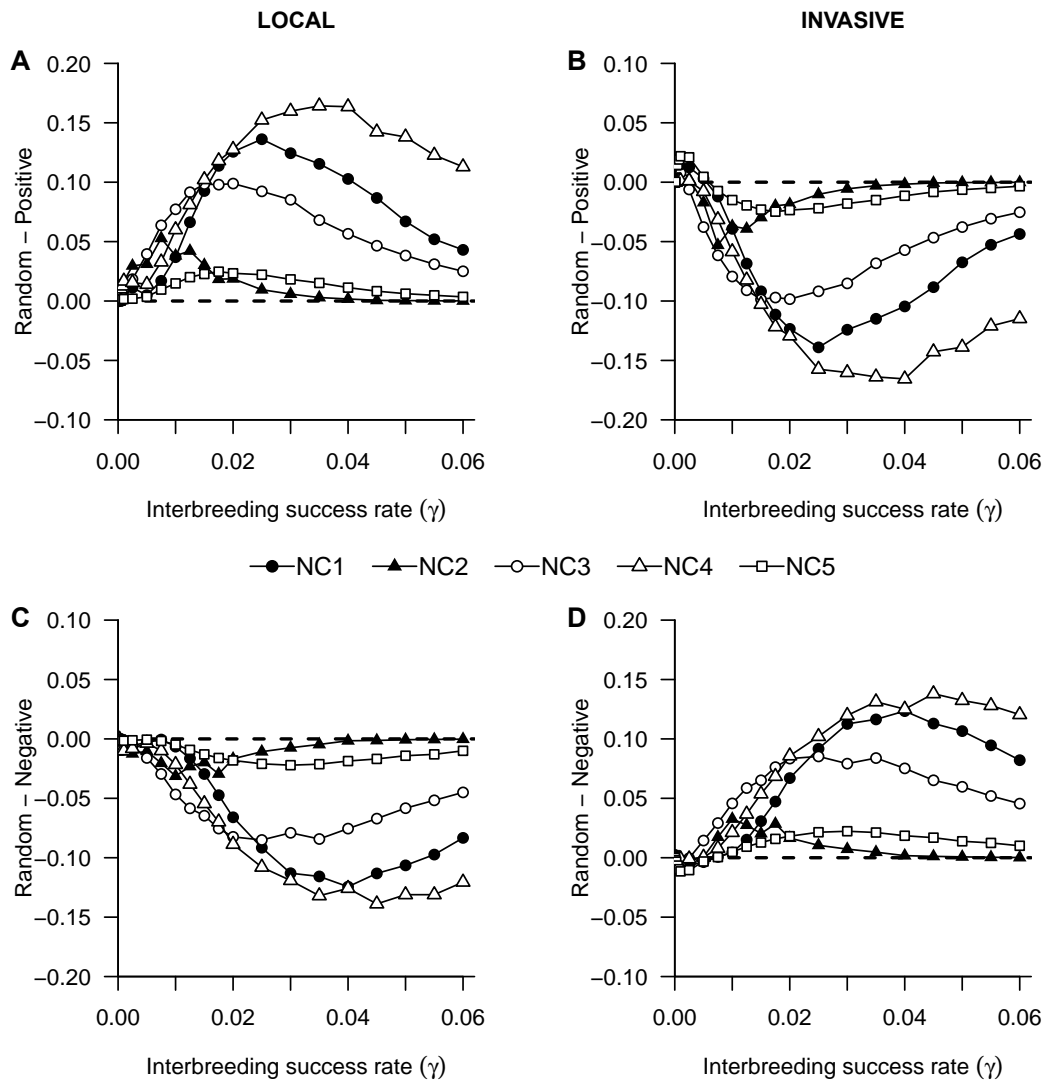 LOCAL
INVASIVE
A
B
0.20
0.15
0.10
0.05
0.00
−0.05
−0.10
Random – Positive
0.00
0.02
0.04
0.06
Interbreeding success rate (γ)
0.10
0.05
0.00
−0.05
−0.10
−0.15
−0.20
Random – Positive
0.00
0.02
0.04
0.06
Interbreeding success rate (γ)
NC1 NC2 NC3 NC4 NC5
C
D
0.10
0.05
0.00
−0.05
−0.10
−0.15
−0.20
Random – Negative
0.00
0.02
0.04
0.06
Interbreeding success rate (γ)
0.20
0.15
0.10
0.05
0.00
−0.05
−0.10
Random – Negative
0.00
0.02
0.04
0.06
Interbreeding success rate (γ)